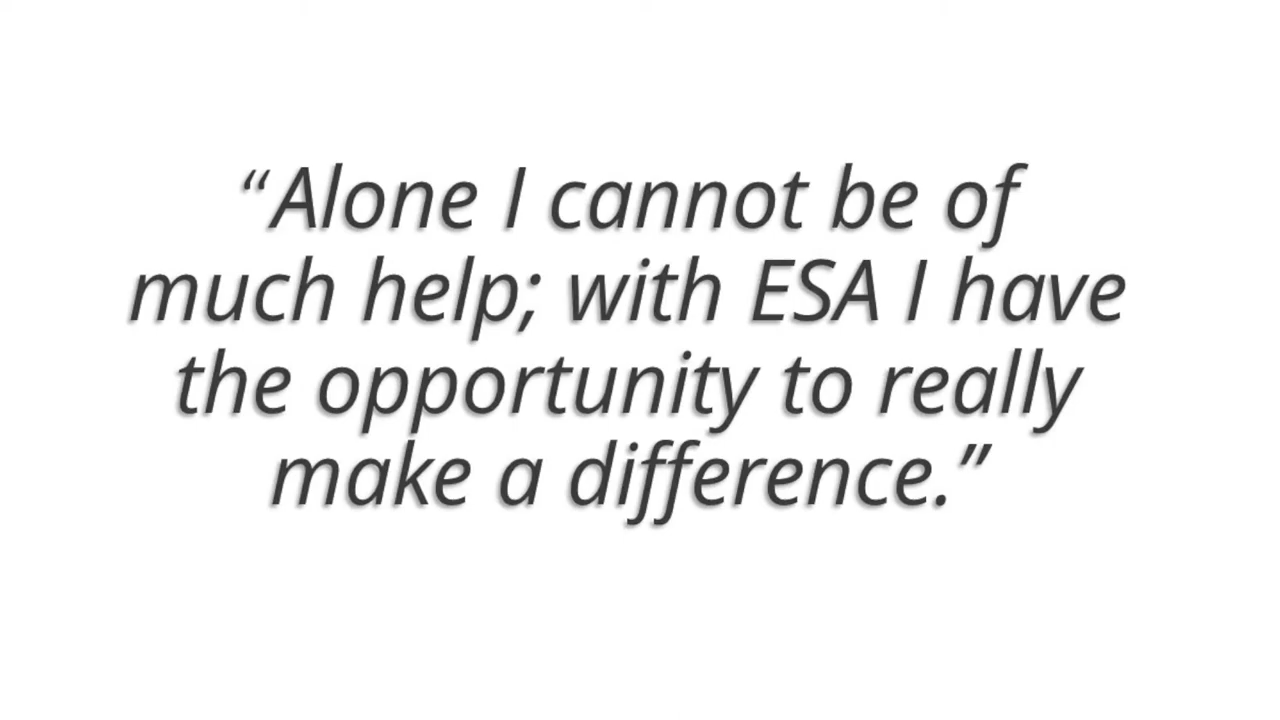 “Alone I cannot be of
much help; with ESA I have
the opportunity to really
make a difference.”